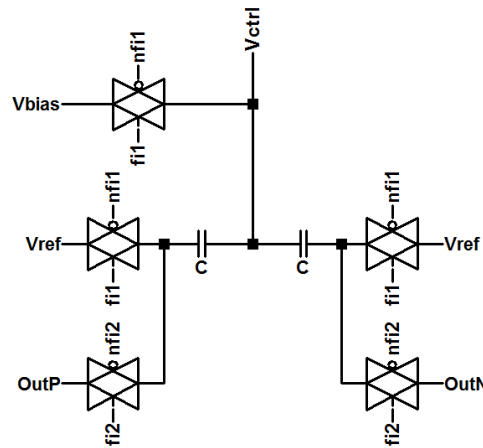 Vctrl
nfi1
Vbias
fi1
nfi1
nfi1
Vref
Vref
C
C
fi1
fi1
nfi2
nfi2
OutP
OutN
fi2
fi2